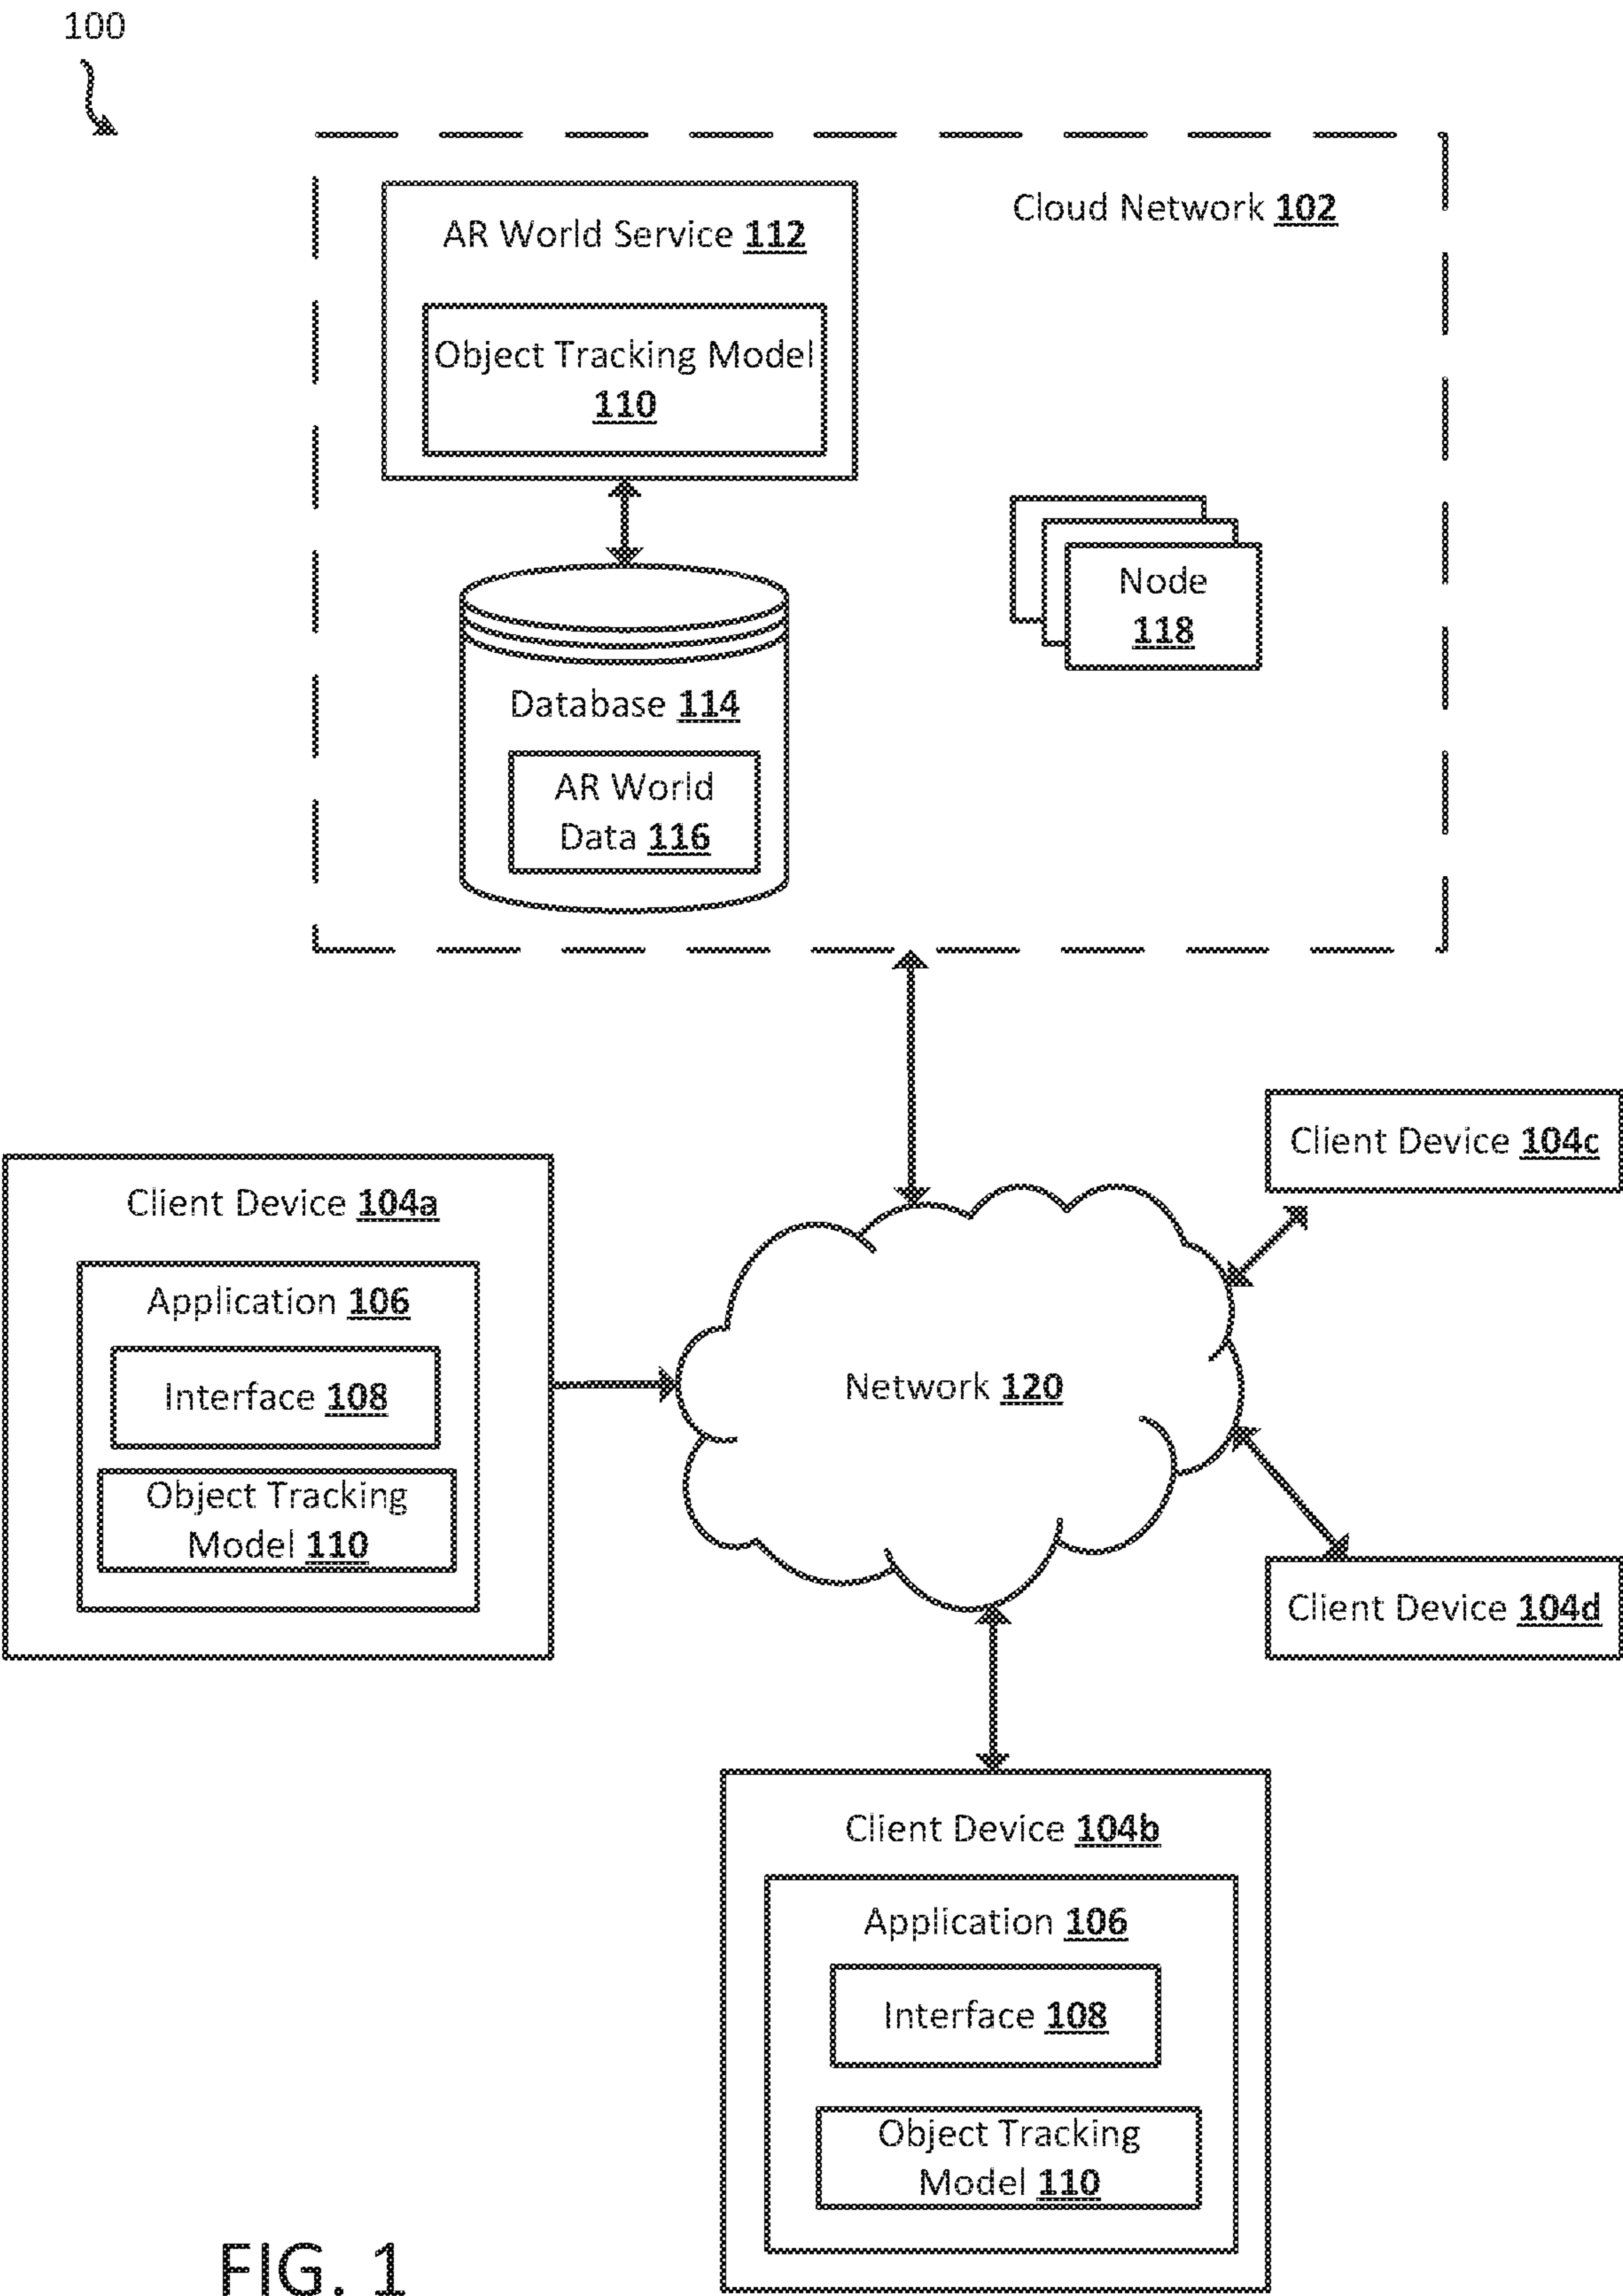 100
Cloud Network 102
AR World Service 112
Object Tracking Model
110
Node
118
Database 114
AR World
Data 116
Client Device 104c
Client Device 104a
Application 106
Interface 108
Object Tracking
Model 110
Network 120
Client Device 104d
Client Device 104b
Application 106
Interface 108
Object Tracking
Model 110
FIG. 1